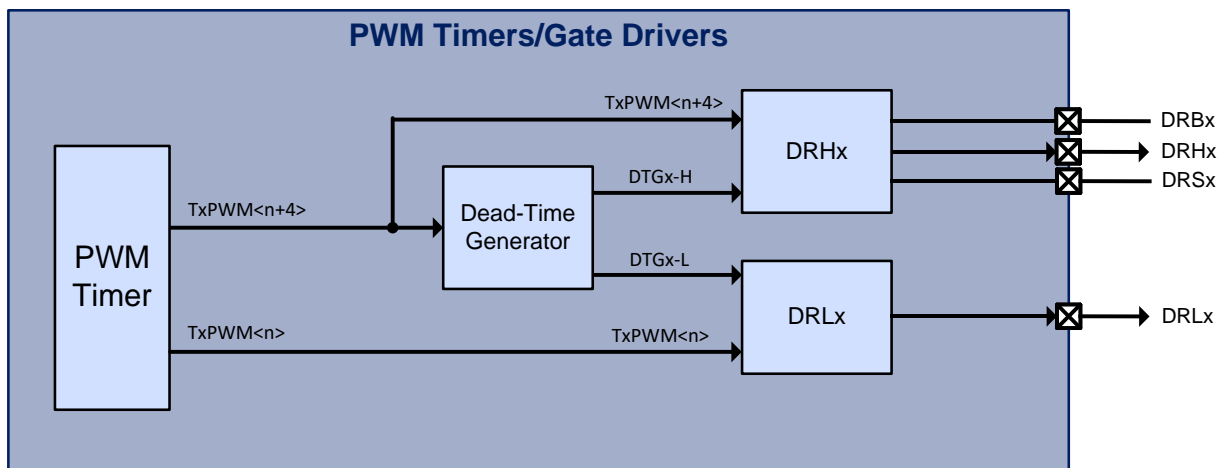 PWM Timers/Gate Drivers
TxPWM<n+4>
DRHx
DRBx
DRHx
DRSx
TxPWM<n+4>
Dead-Time
Generator
DTGx-H
DTGx-L
PWM
Timer
DRLx
DRLx
TxPWM<n>
TxPWM<n>